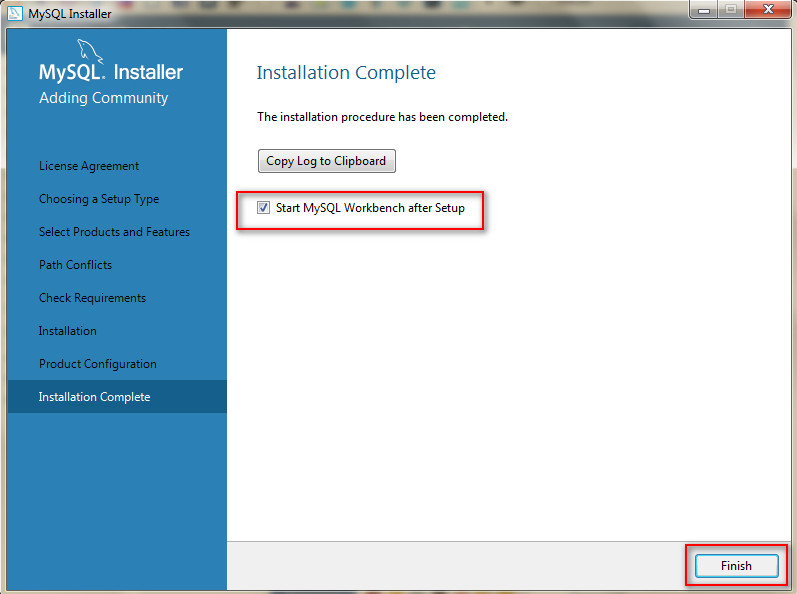 MySQL Installer
MySQL. Installer
Adding Community
License Agreement
Choosing a Setup Type
Select Products and Features
Path Conflicts
Check Requirements
Installation
Product Configuration
Installation Complete
Installation Complete
The installation procedure has been completed.
Copy Log to Clipboard
Start MySQL Workbench after Setup
Finish